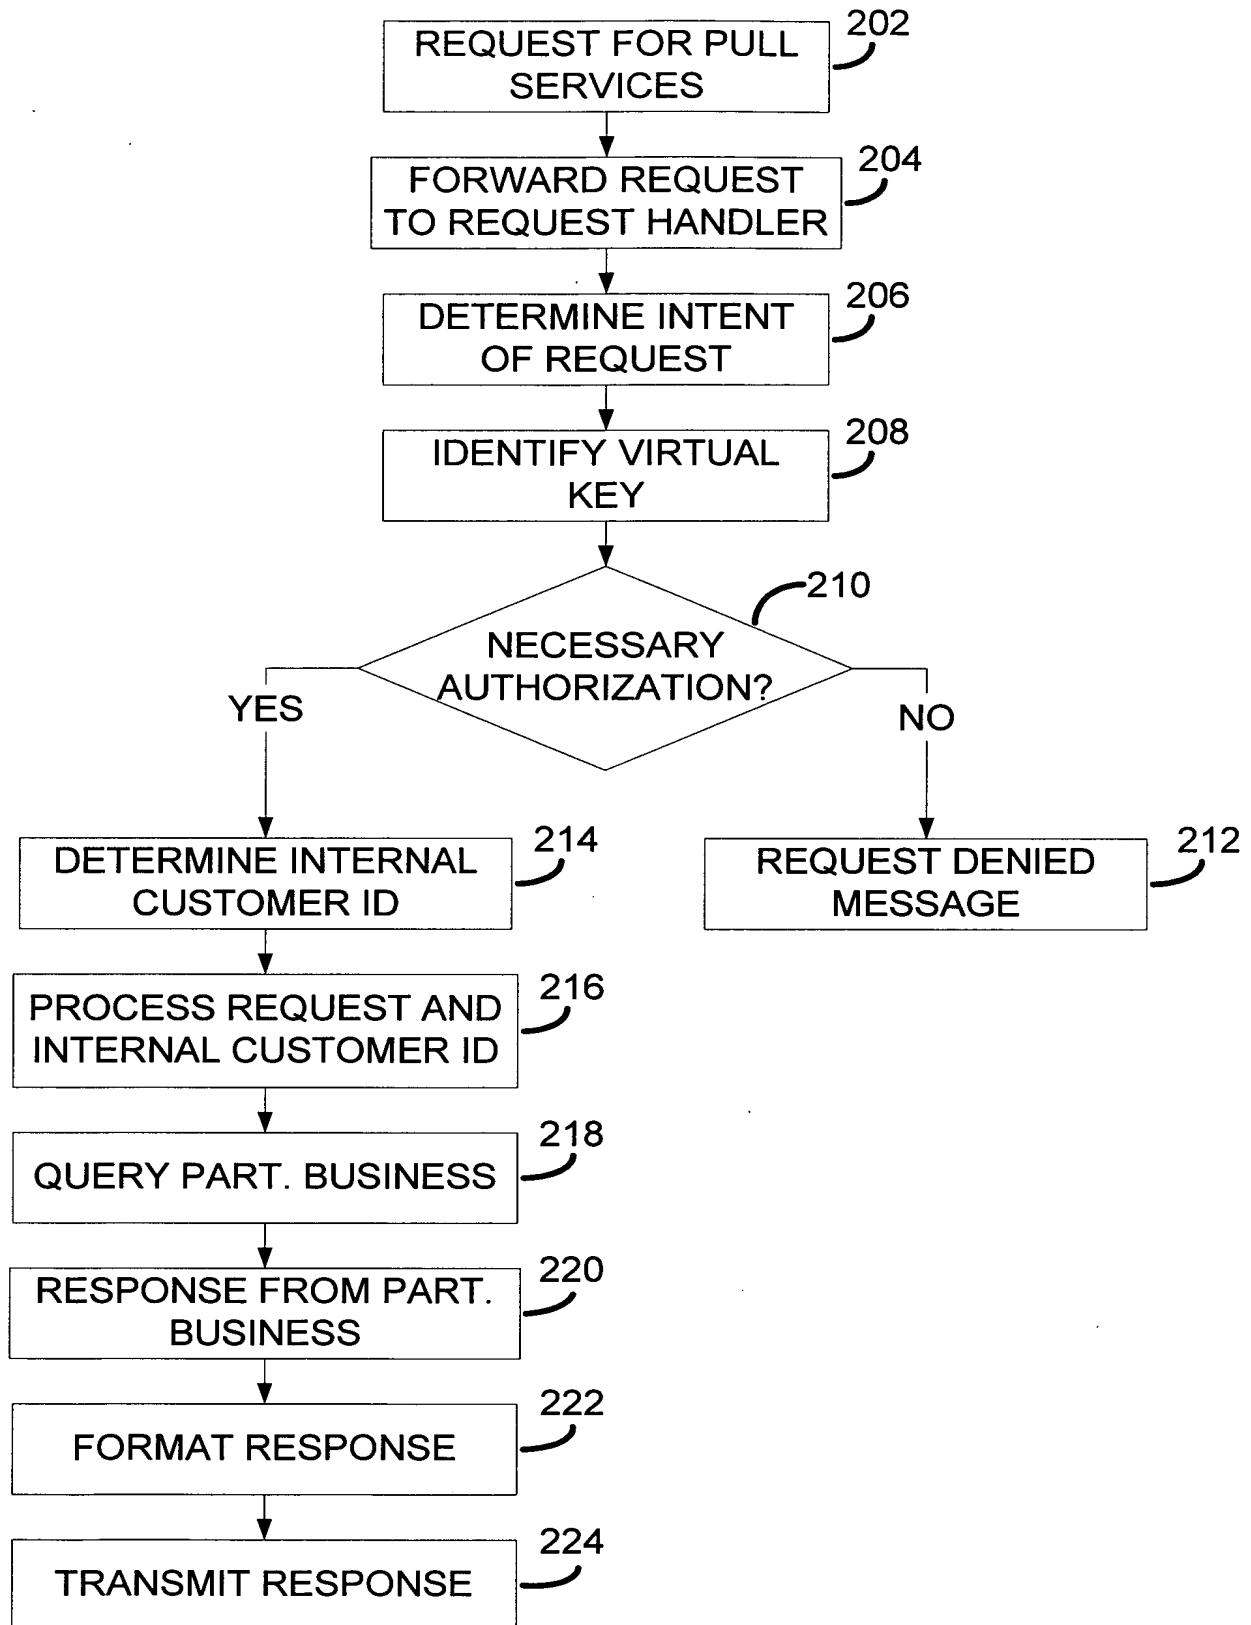 202
REQUEST FOR PULL
SERVICES
204
FORWARD REQUEST
TO REQUEST HANDLER
206
DETERMINE INTENT
OF REQUEST
208
IDENTIFY VIRTUAL
KEY
210
NECESSARY
AUTHORIZATION?
YES
NO
214
DETERMINE INTERNAL
CUSTOMER ID
212
REQUEST DENIED
MESSAGE
216
PROCESS REQUEST AND
INTERNAL CUSTOMER ID
218
QUERY PART. BUSINESS
220
RESPONSE FROM PART.
BUSINESS
222
FORMAT RESPONSE
224
TRANSMIT RESPONSE